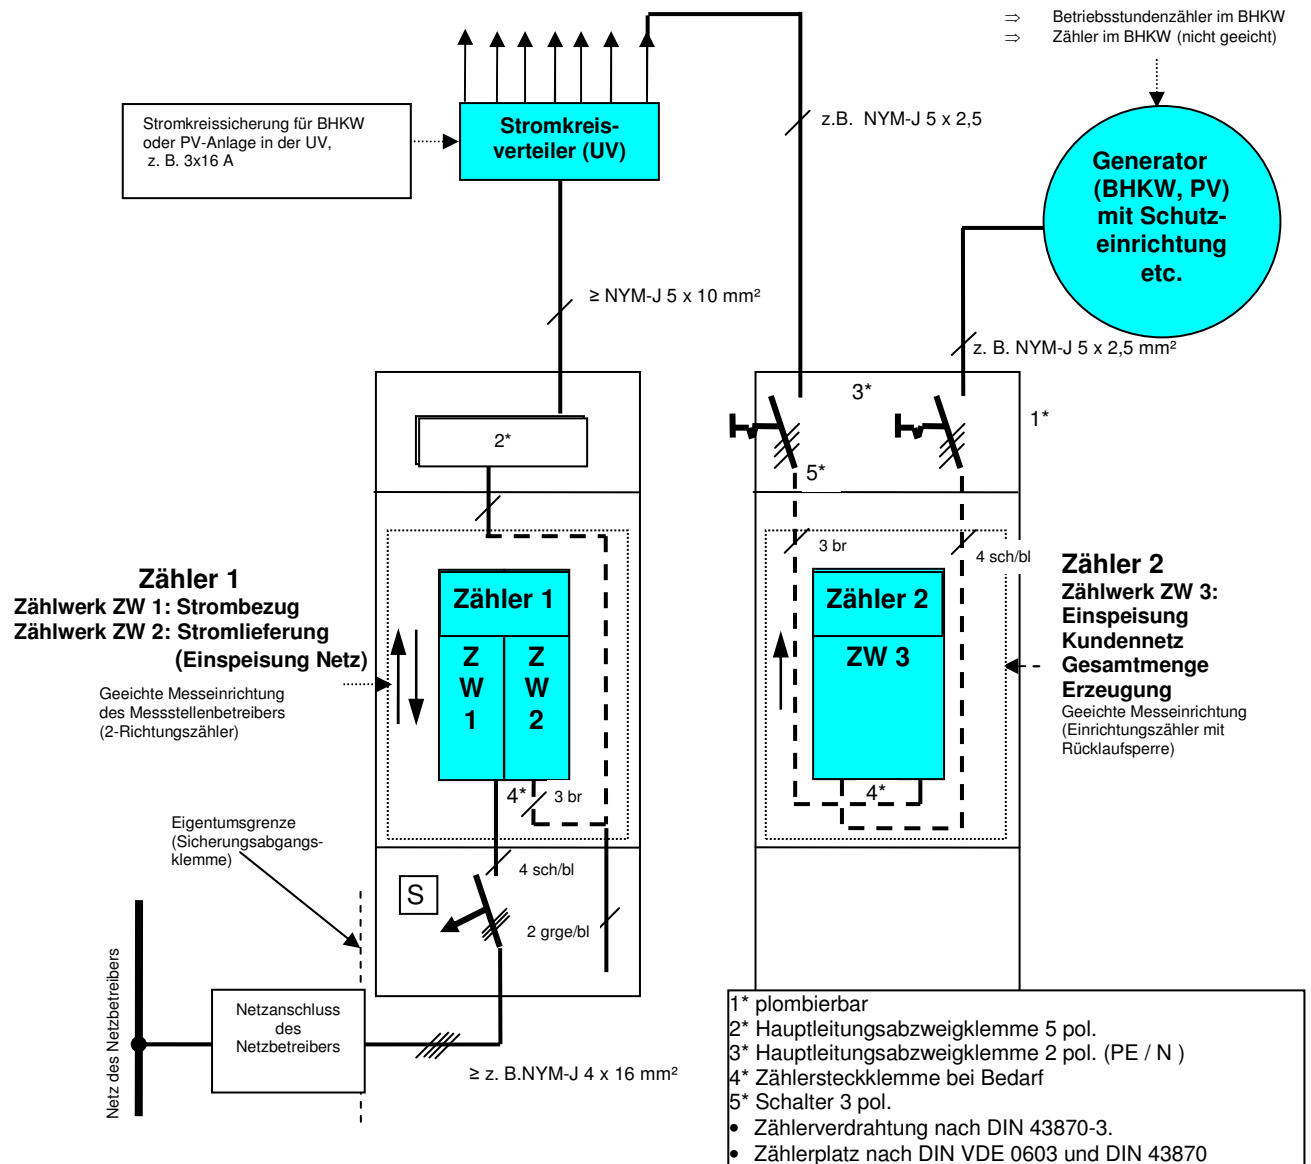 ⇒ Betriebsstundenzähler im BHKW
⇒ Zähler im BHKW (nicht geeicht)
Stromkreissicherung für BHKW
oder PV-Anlage in der UV,
z. B. 3x16 A
Stromkreis-
verteiler (UV)
z.B. NYM-J 5 x 2,5
Generator
(BHKW, PV)
mit Schutz-
einrichtung
etc.
≥ NYM-J 5 x 10 mm²
z. B. NYM-J 5 x 2,5 mm²
2*
3*
1*
5*
3 br
4 sch/bl
Zähler 1
Zählwerk ZW 1: Strombezug
Zählwerk ZW 2: Stromlieferung
(Einspeisung Netz)
Geeichte Messeinrichtung
des Messstellenbetreibers
(2-Richtungszähler)
Zähler 1
Z
W
1
Z
W
2
4*
3 br
Zähler 2
ZW 3
4*
Zähler 2
Zählwerk ZW 3:
Einspeisung
Kundennetz
Gesamtmenge
Erzeugung
Geeichte Messeinrichtung
(Einrichtungszähler mit
Rücklaufsperre)
Eigentumsgrenze
(Sicherungsabgangs-
klemme)
4 sch/bl
S
2 grge/bl
Netz des Netzbetreibers
Netzanschluss
des
Netzbetreibers
≥ z. B.NYM-J 4 x 16 mm²
1* plombierbar
2* Hauptleitungsabzweigklemme 5 pol.
3* Hauptleitungsabzweigklemme 2 pol. (PE / N )
4* Zählersteckklemme bei Bedarf
5* Schalter 3 pol.
• Zählerverdrahtung nach DIN 43870-3.
• Zählerplatz nach DIN VDE 0603 und DIN 43870